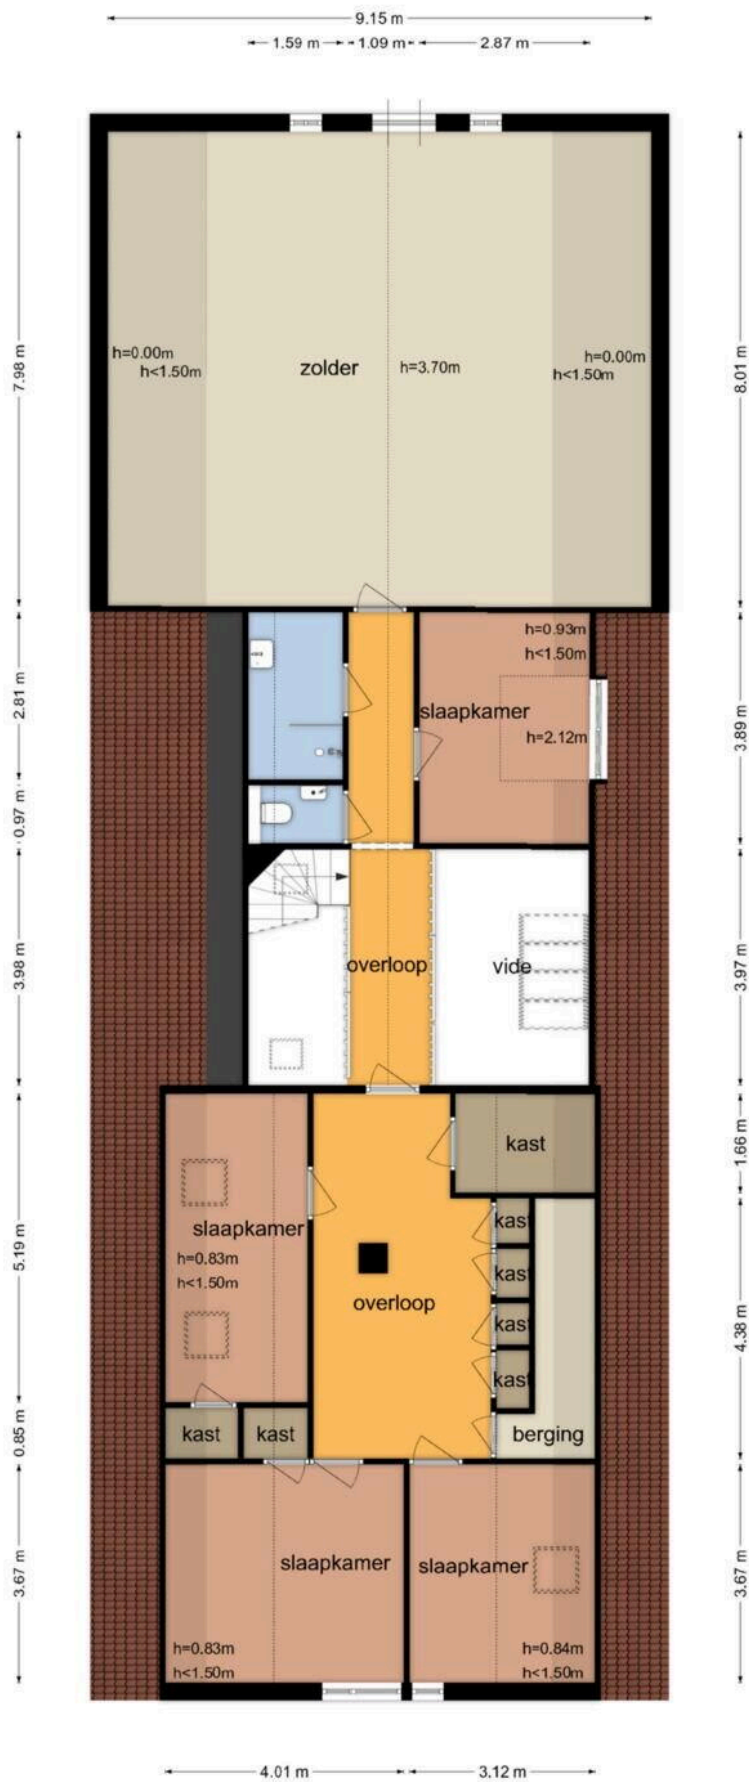 9.15 m
1.59 m
1.09 m
2.87 m
7.98 m
8.01 m
h=0.00m
h<1.50m
zolder
h=3.70m
h=0.00m
h<1.50m
2.81 m
h=0.93m
h<1.50m
slaapkamer
h=2.12m
3.89 m
0.97 m
3.98 m
overloop
vide
3.97 m
kast
1.66 m
5.19 m
slaapkamer
h=0.83m
h<1.50m
kast
kast
overloop
kast
kast
4.38 m
0.85 m
kast
kast
berging
3.67 m
slaapkamer
slaapkamer
3.67 m
h=0.83m
h<1.50m
h=0.84m
h<1.50m
4.01 m
3.12 m